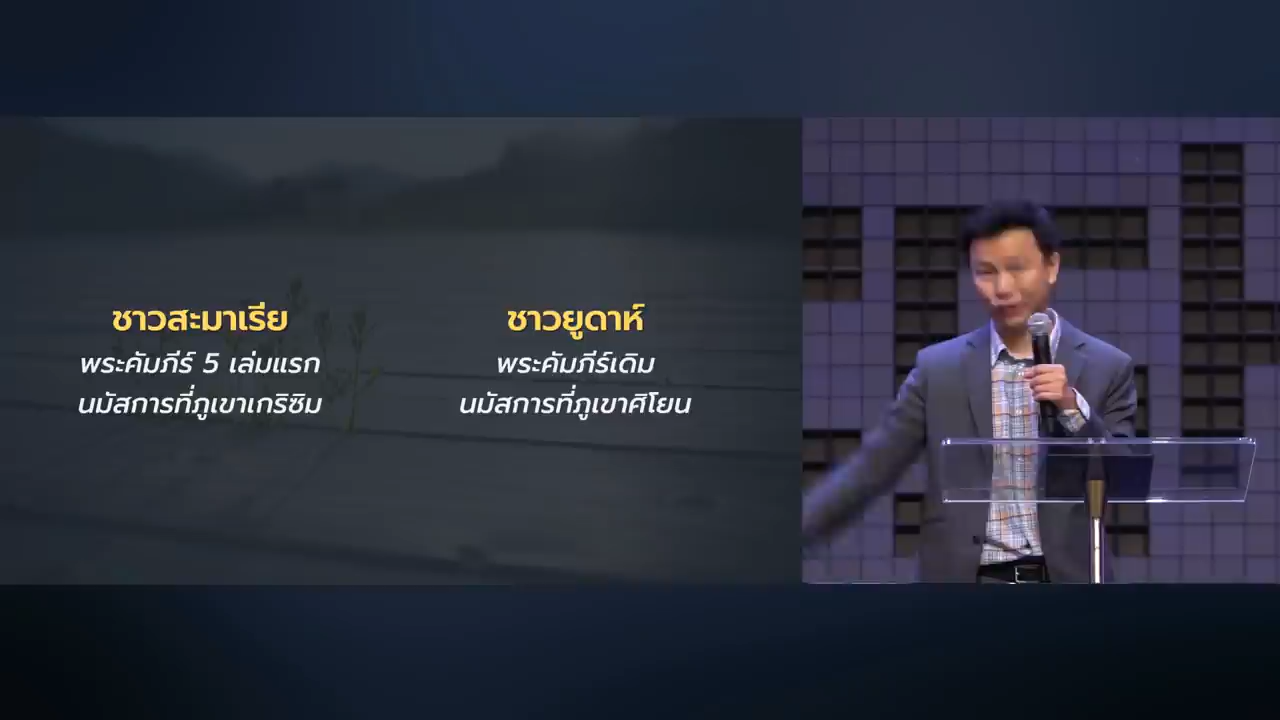 ชาวสะมาเรีย
พระคัมภีร์ 5 เล่มแรก
นมัสการที่ภูเขาเกริซิม
ชาวยูดาห์
พระคัมภีร์เดิม
นมัสการที่ภูเขาศิโยน